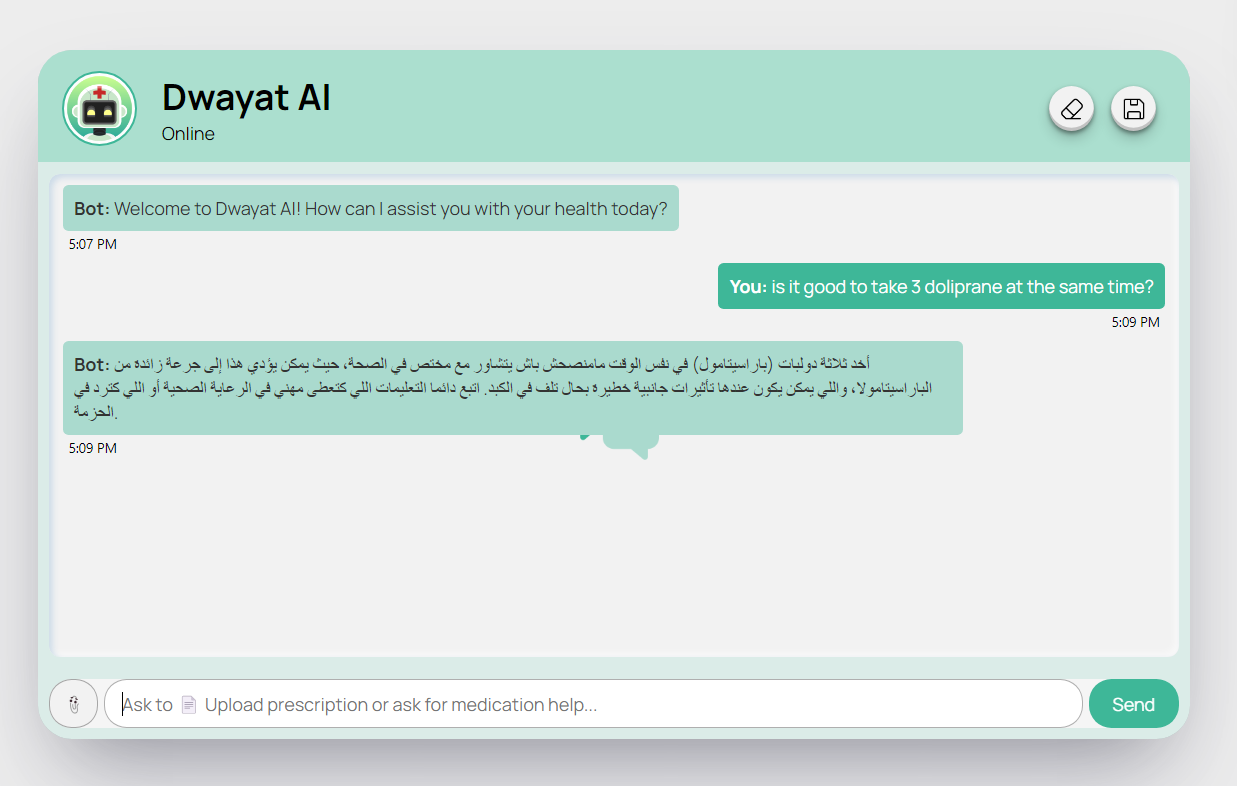 Dwayat AI
Online
Bot: Welcome to Dwayat AI! How can I assist you with your health today?
5:07 PM
You: is it good to take 3 doliprane at the same time?
5:09 PM
Bot: أخد ثلاثة دولبات (باراسيتامول) في نفس الوقت مامنصحش باش يتشاور مع مختص في الصحة، حيث يمكن يؤدي هذا إلى جرعة زائدة من
الباراسيتامولا، واللي يمكن يكون عندها تأثيرات جانبية خطيرة بحال تلف في الكبد. اتبع دائما التعليمات اللي كتعطى مهني في الرعاية الصحية أو اللي كترد في
الحزمة.
5:09 PM
Ask to 📄 Upload prescription or ask for medication help...
Send